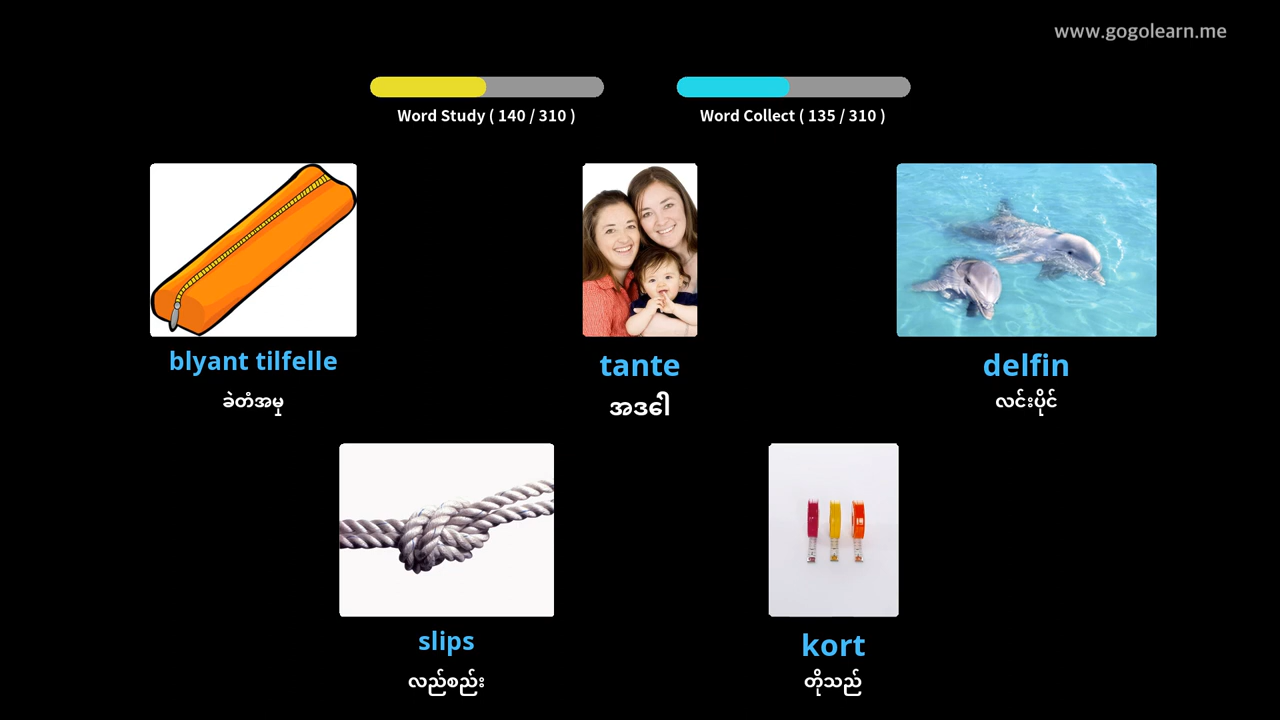 www.gogolearn.me
Word Study ( 140 / 310 )
Word Collect ( 135 / 310 )
blyant tilfelle
ခဲတံအမှု
tante
အဒေါ်
delfin
လင်းပိုင်
slips
လည်စည်း
kort
တိုသည်